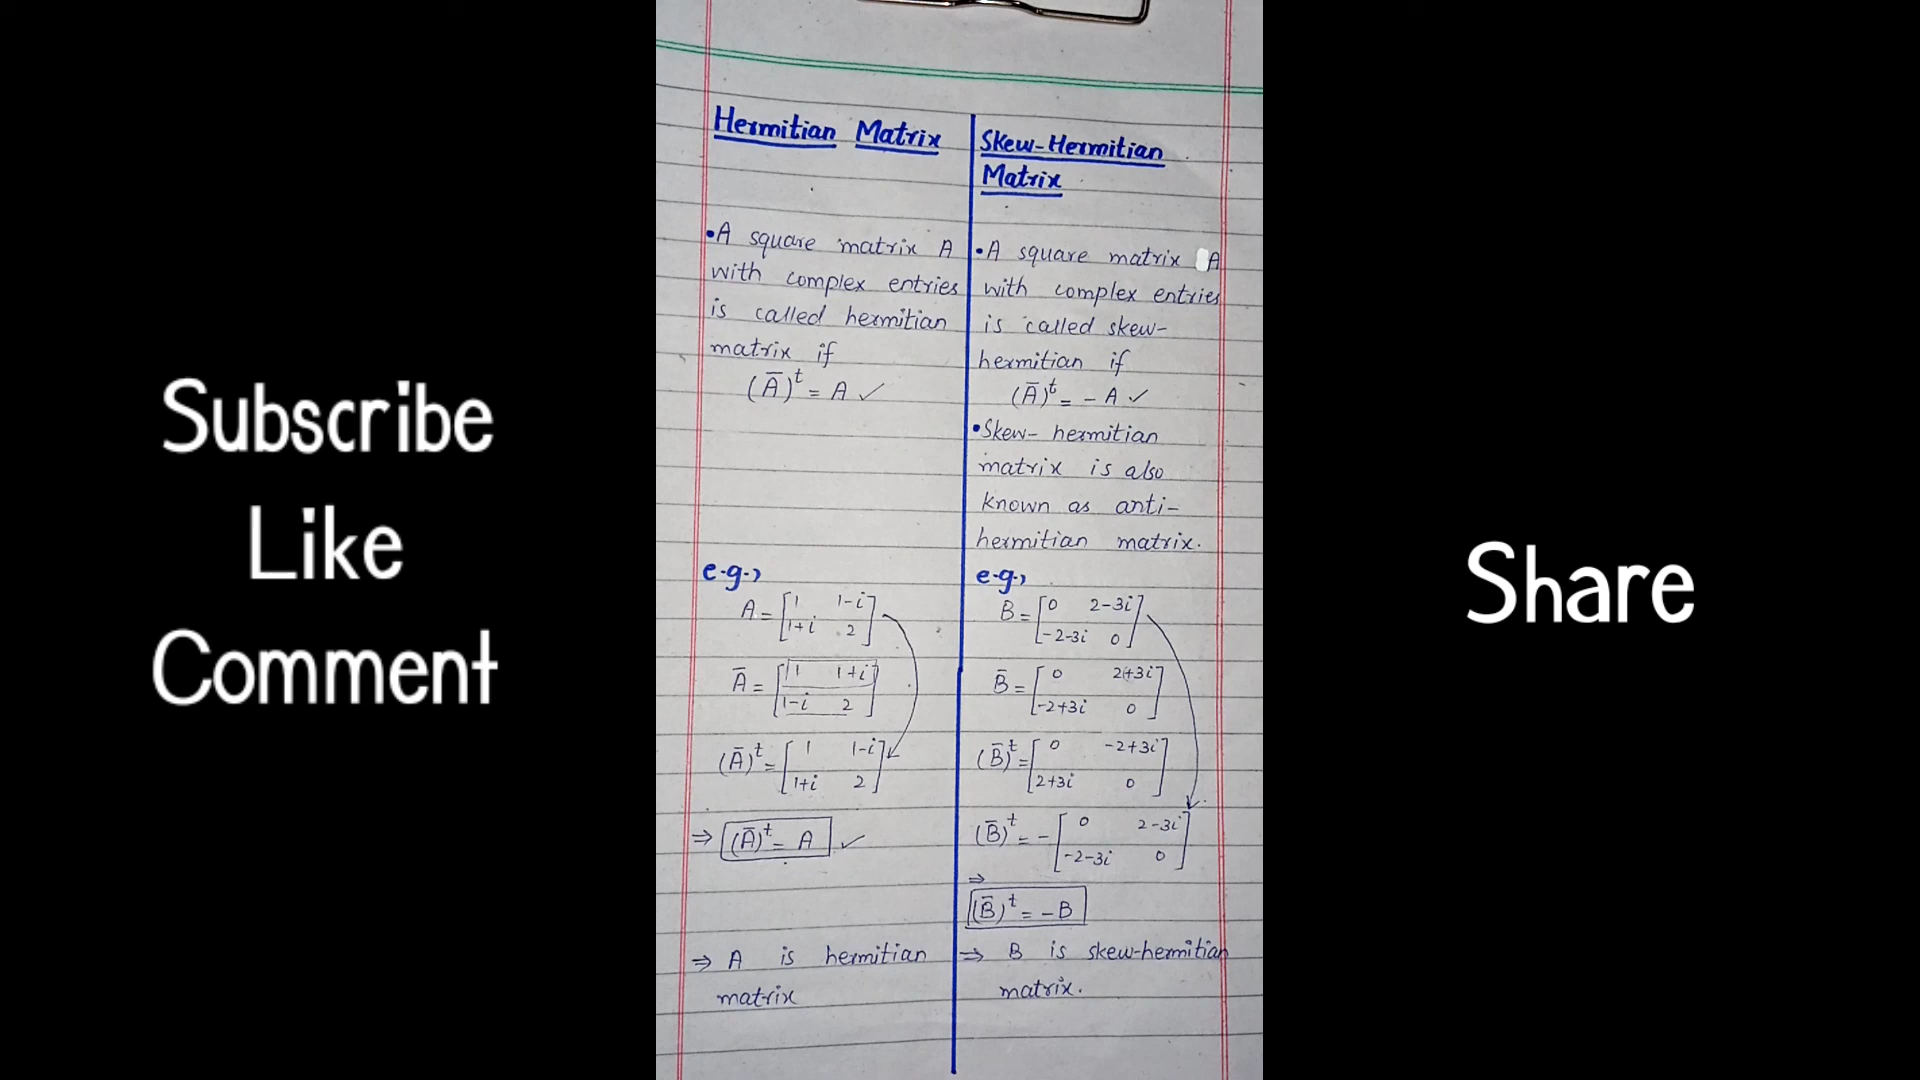 Subscribe
Like
Comment
Hermitian Matrix
•A square matrix A
with complex entries
is called hermitian
matrix if
(Ā)ᵗ = A ✓
e.g.,
A = [1 1-i]
[1+i 2]
Ā = [1 1+i]
[1-i 2]
(Ā)ᵗ = [1 1-i]
[1+i 2]
⇒ (Ā)ᵗ = A ✓
⇒ A is hermitian
matrix
Skew-Hermitian
Matrix
•A square matrix A
with complex entries
is called skew-
hermitian if
(Ā)ᵗ = - A ✓
•Skew- hermitian
matrix is also
known as anti-
hermitian matrix.
e.g.,
B = [0 2-3i]
[-2-3i 0]
B̄ = [0 2+3i]
[-2+3i 0]
(B̄)ᵗ = [0 -2+3i]
[2+3i 0]
(B̄)ᵗ = - [0 2-3i]
[-2-3i 0]
⇒
(B̄)ᵗ = -B
⇒ B is skew-hermitian
matrix.
Share